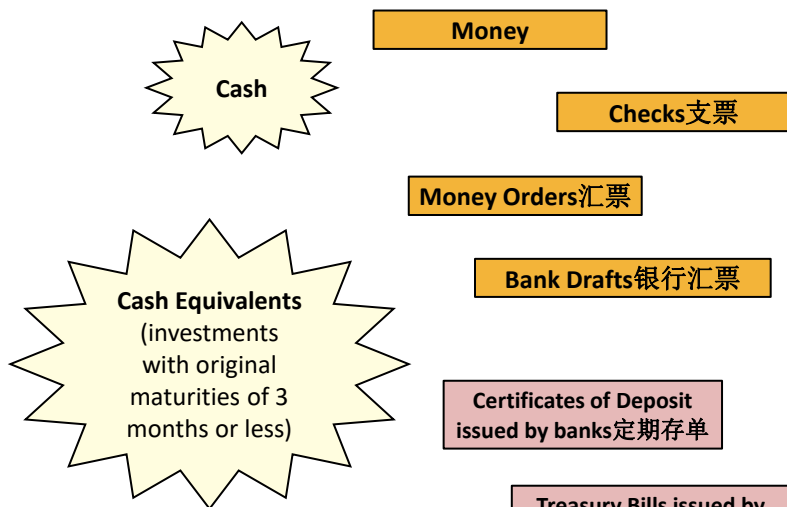 Money
Cash
Checks支票
Money Orders汇票
Bank Drafts银行汇票
Cash Equivalents
(investments
with original
maturities of 3
months or less)
Certificates of Deposit
issued by banks定期存单
Treasury Bills issued by